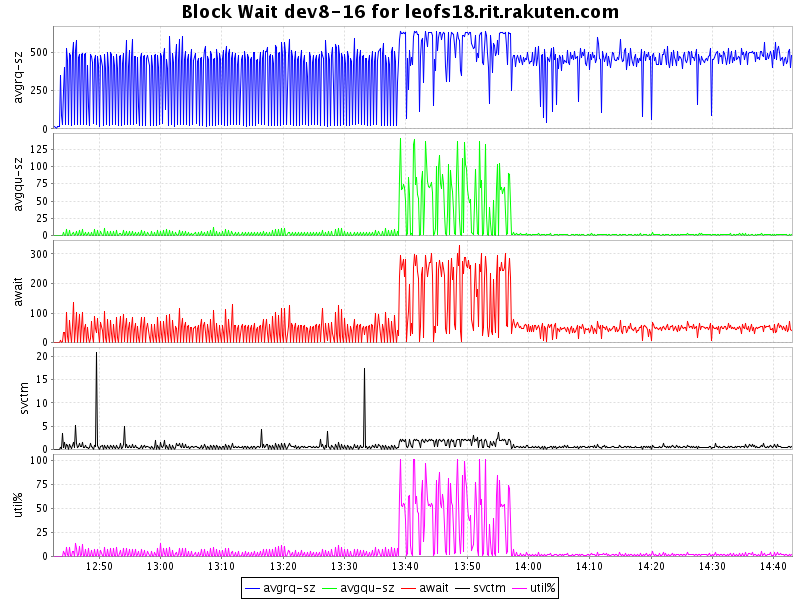 Block Wait dev8-16 for leofs18.rit.rakuten.com
avgrq-sz
500
250
0
avgqu-sz
125
100
75
50
25
0
await
300
200
100
0
svctm
20
15
10
5
0
util%
100
75
50
25
0
12:50 13:00 13:10 13:20 13:30 13:40 13:50 14:00 14:10 14:20 14:30 14:40
avgrq-sz avgqu-sz await svctm util%